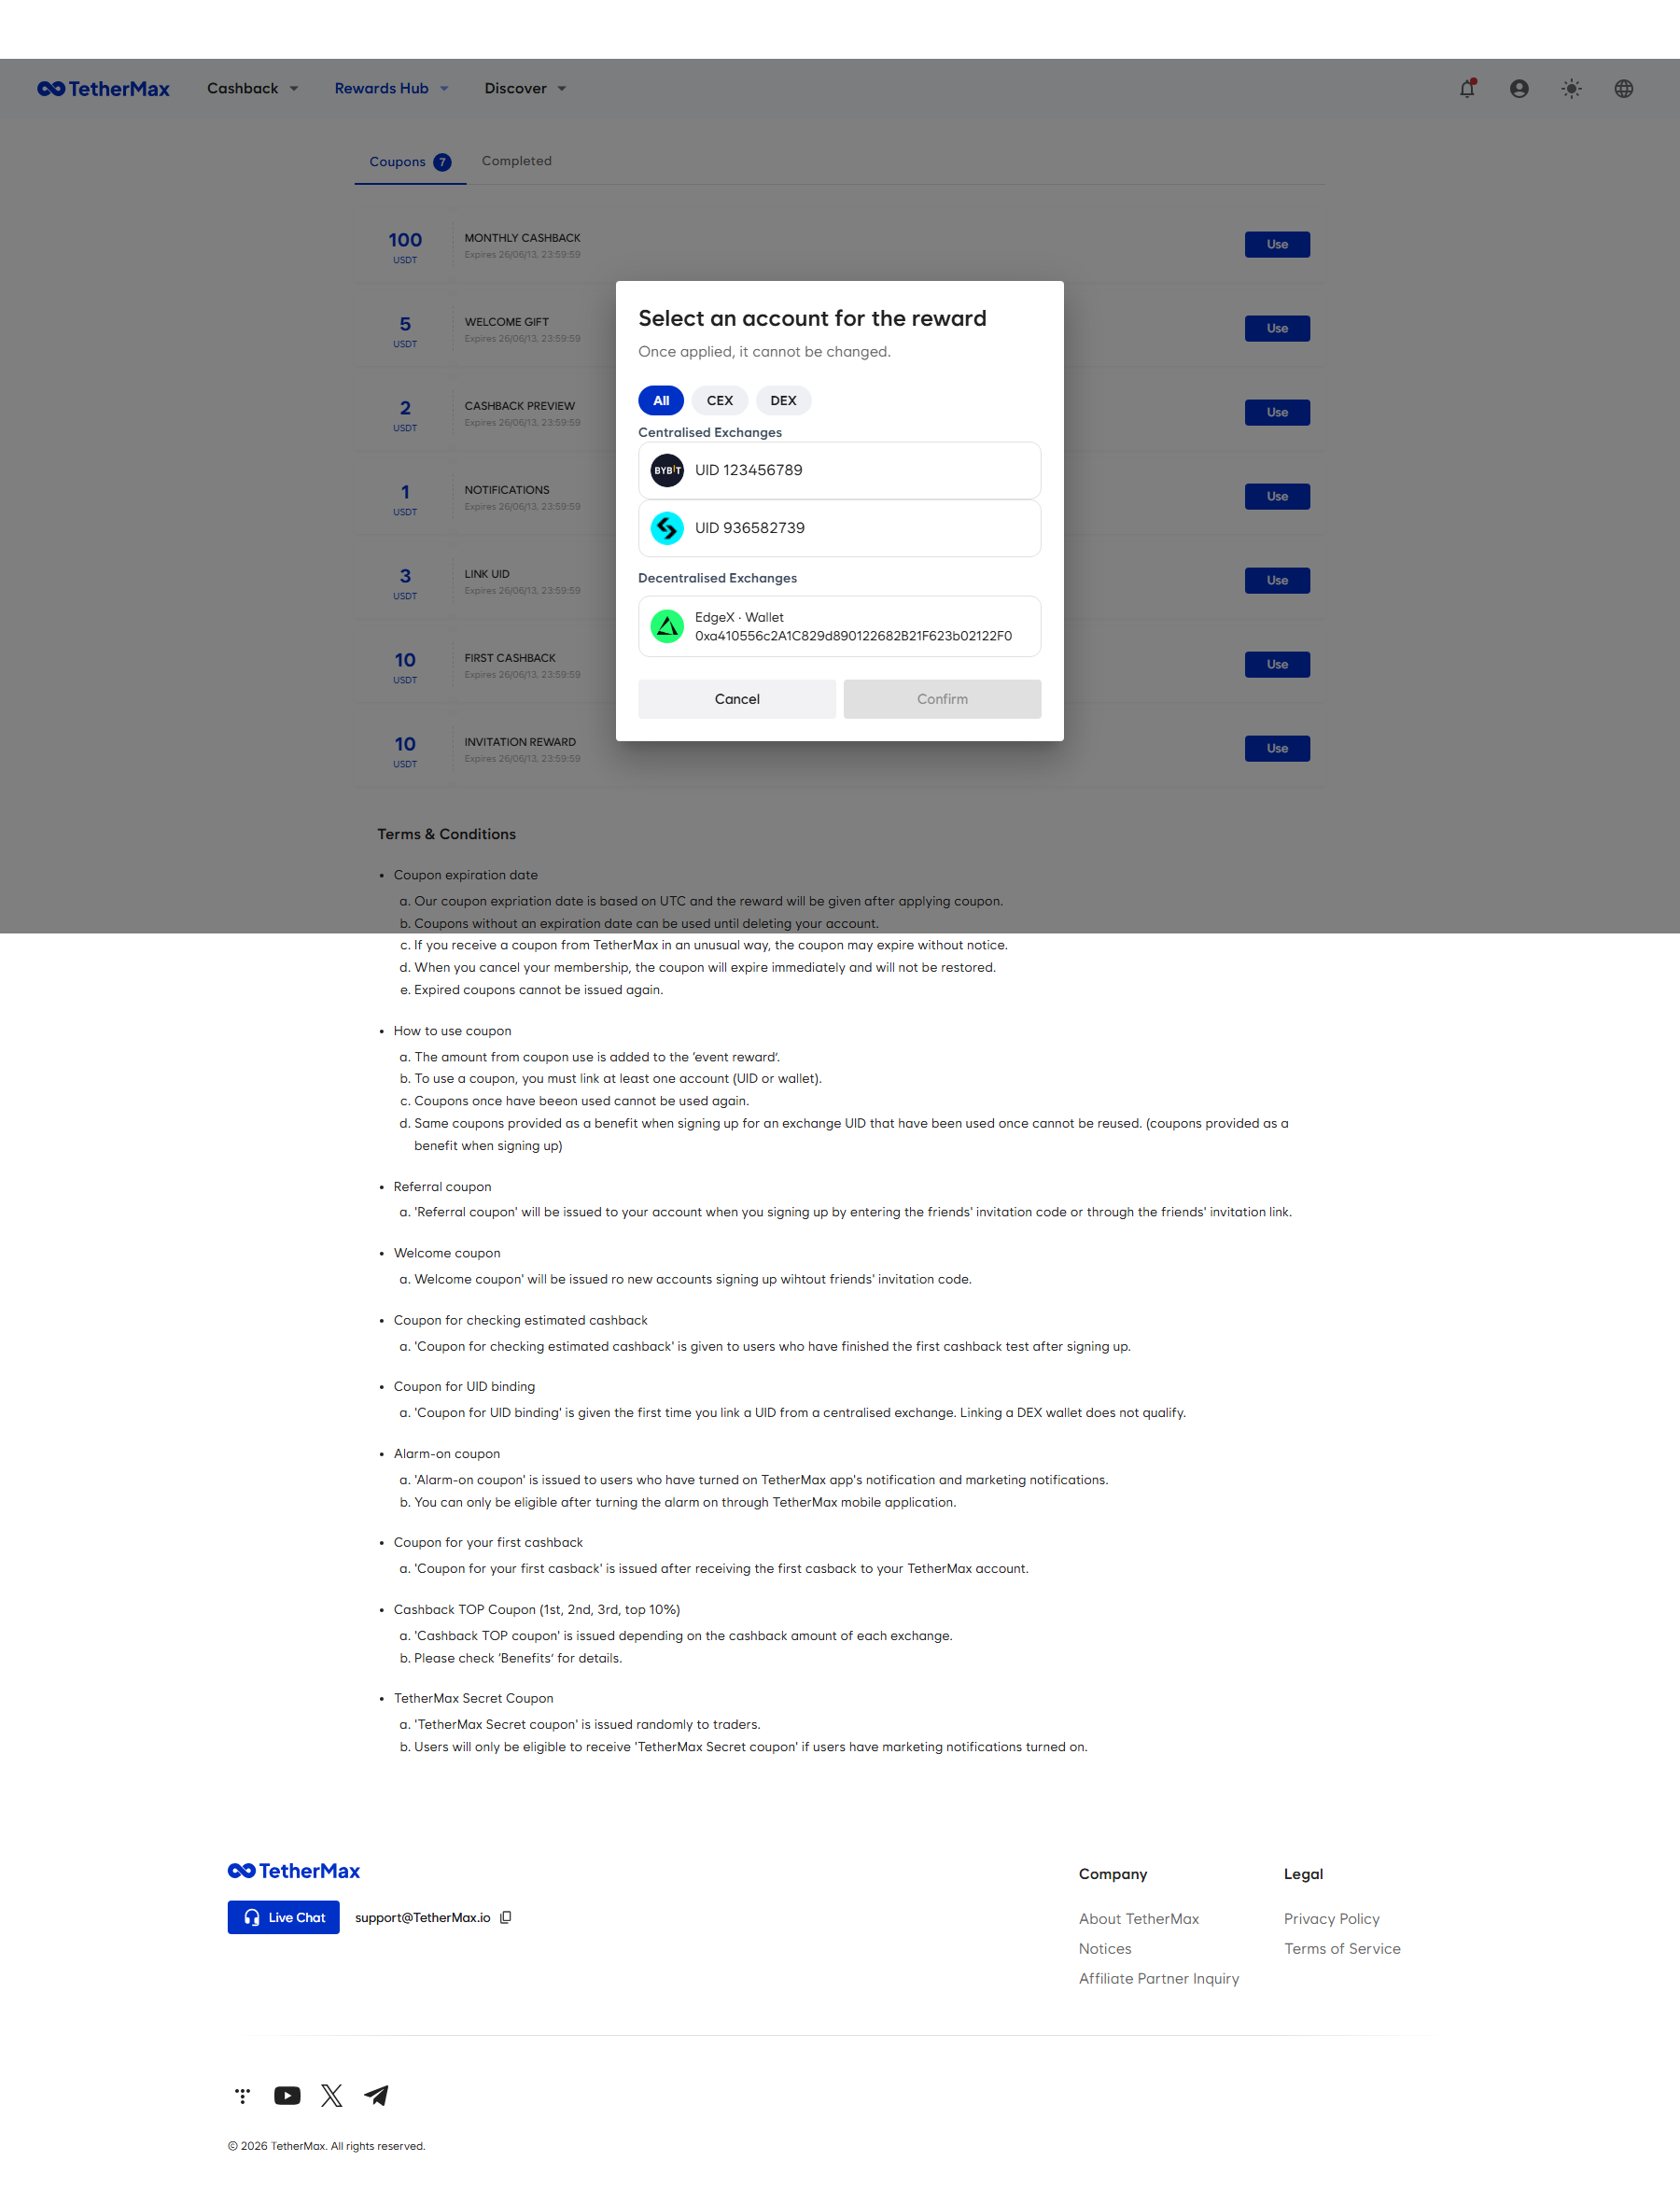 TetherMax
Cashback
Rewards Hub
Discover
Coupons 7
Completed
100
USDT
MONTHLY CASHBACK
Expires 26/06/13, 23:59:59
Use
5
USDT
WELCOME GIFT
Expires 26/06/13, 23:59:59
Use
2
USDT
CASHBACK PREVIEW
Expires 26/06/13, 23:59:59
Use
1
USDT
NOTIFICATIONS
Expires 26/06/13, 23:59:59
Use
3
USDT
LINK UID
Expires 26/06/13, 23:59:59
Use
10
USDT
FIRST CASHBACK
Expires 26/06/13, 23:59:59
Use
10
USDT
INVITATION REWARD
Expires 26/06/13, 23:59:59
Use
Select an account for the reward
Once applied, it cannot be changed.
All
CEX
DEX
Centralised Exchanges
BYBIT
UID 123456789
UID 936582739
Decentralised Exchanges
EdgeX · Wallet
0xa410556c2A1C829d890122682B21F623b02122F0
Cancel
Confirm
Terms & Conditions
• Coupon expiration date
a. Our coupon expriation date is based on UTC and the reward will be given after applying coupon.
b. Coupons without an expiration date can be used until deleting your account.
c. If you receive a coupon from TetherMax in an unusual way, the coupon may expire without notice.
d. When you cancel your membership, the coupon will expire immediately and will not be restored.
e. Expired coupons cannot be issued again.
• How to use coupon
a. The amount from coupon use is added to the ‘event reward’.
b. To use a coupon, you must link at least one account (UID or wallet).
c. Coupons once have beeon used cannot be used again.
d. Same coupons provided as a benefit when signing up for an exchange UID that have been used once cannot be reused. (coupons provided as a
benefit when signing up)
• Referral coupon
a. 'Referral coupon' will be issued to your account when you signing up by entering the friends' invitation code or through the friends' invitation link.
• Welcome coupon
a. Welcome coupon' will be issued ro new accounts signing up wihtout friends' invitation code.
• Coupon for checking estimated cashback
a. 'Coupon for checking estimated cashback' is given to users who have finished the first cashback test after signing up.
• Coupon for UID binding
a. 'Coupon for UID binding' is given the first time you link a UID from a centralised exchange. Linking a DEX wallet does not qualify.
• Alarm-on coupon
a. 'Alarm-on coupon' is issued to users who have turned on TetherMax app's notification and marketing notifications.
b. You can only be eligible after turning the alarm on through TetherMax mobile application.
• Coupon for your first cashback
a. 'Coupon for your first casback' is issued after receiving the first casback to your TetherMax account.
• Cashback TOP Coupon (1st, 2nd, 3rd, top 10%)
a. 'Cashback TOP coupon' is issued depending on the cashback amount of each exchange.
b. Please check ‘Benefits’ for details.
• TetherMax Secret Coupon
a. 'TetherMax Secret coupon' is issued randomly to traders.
b. Users will only be eligible to receive 'TetherMax Secret coupon' if users have marketing notifications turned on.
TetherMax
Live Chat
support@TetherMax.io
Company
About TetherMax
Notices
Affiliate Partner Inquiry
Legal
Privacy Policy
Terms of Service
© 2026 TetherMax. All rights reserved.